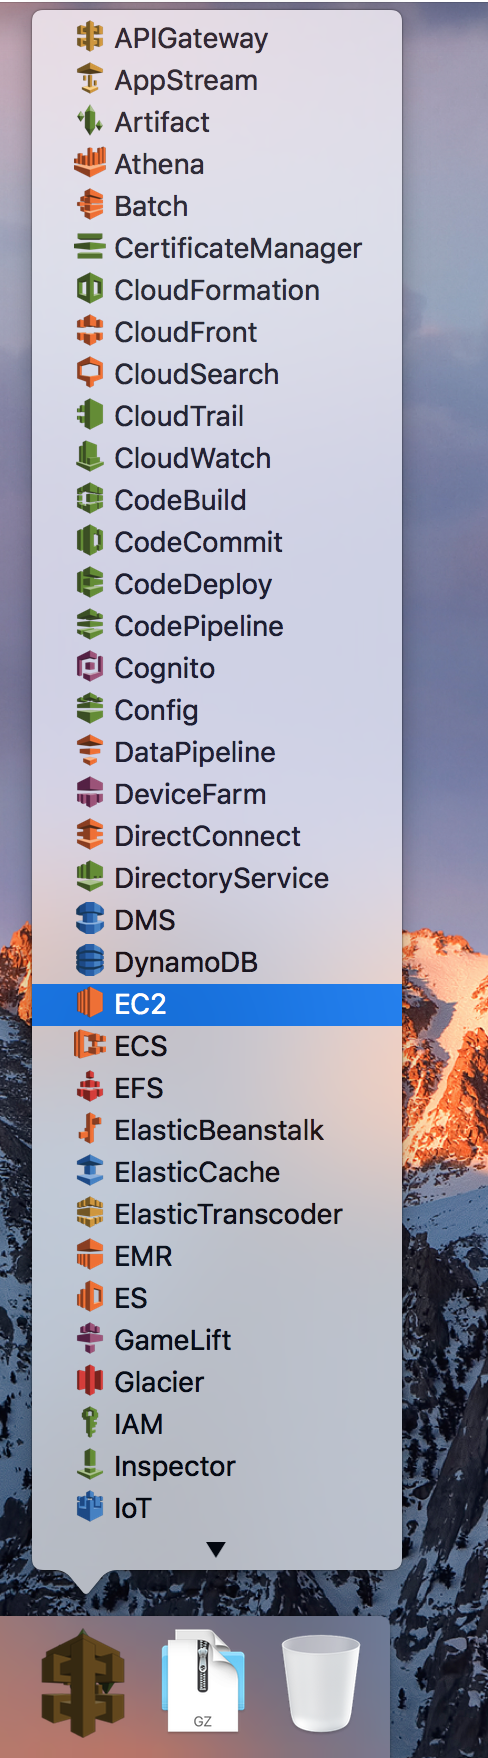 APIGateway
AppStream
Artifact
Athena
Batch
CertificateManager
CloudFormation
CloudFront
CloudSearch
CloudTrail
CloudWatch
CodeBuild
CodeCommit
CodeDeploy
CodePipeline
Cognito
Config
DataPipeline
DeviceFarm
DirectConnect
DirectoryService
DMS
DynamoDB
EC2
ECS
EFS
ElasticBeanstalk
ElasticCache
ElasticTranscoder
EMR
ES
GameLift
Glacier
IAM
Inspector
IoT
GZ